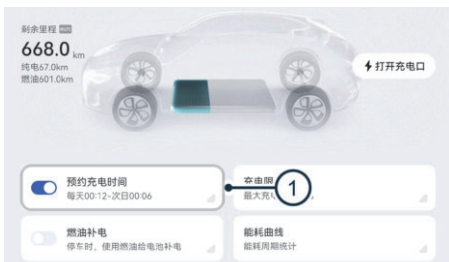 剩余里程
668.0 km
纯电67.0km
燃油601.0km
打开充电口
预约充电时间
每天00:12~次日00:06
充电限
最大充
1
燃油补电
停车时，使用燃油给电池补电
能耗曲线
能耗周期统计